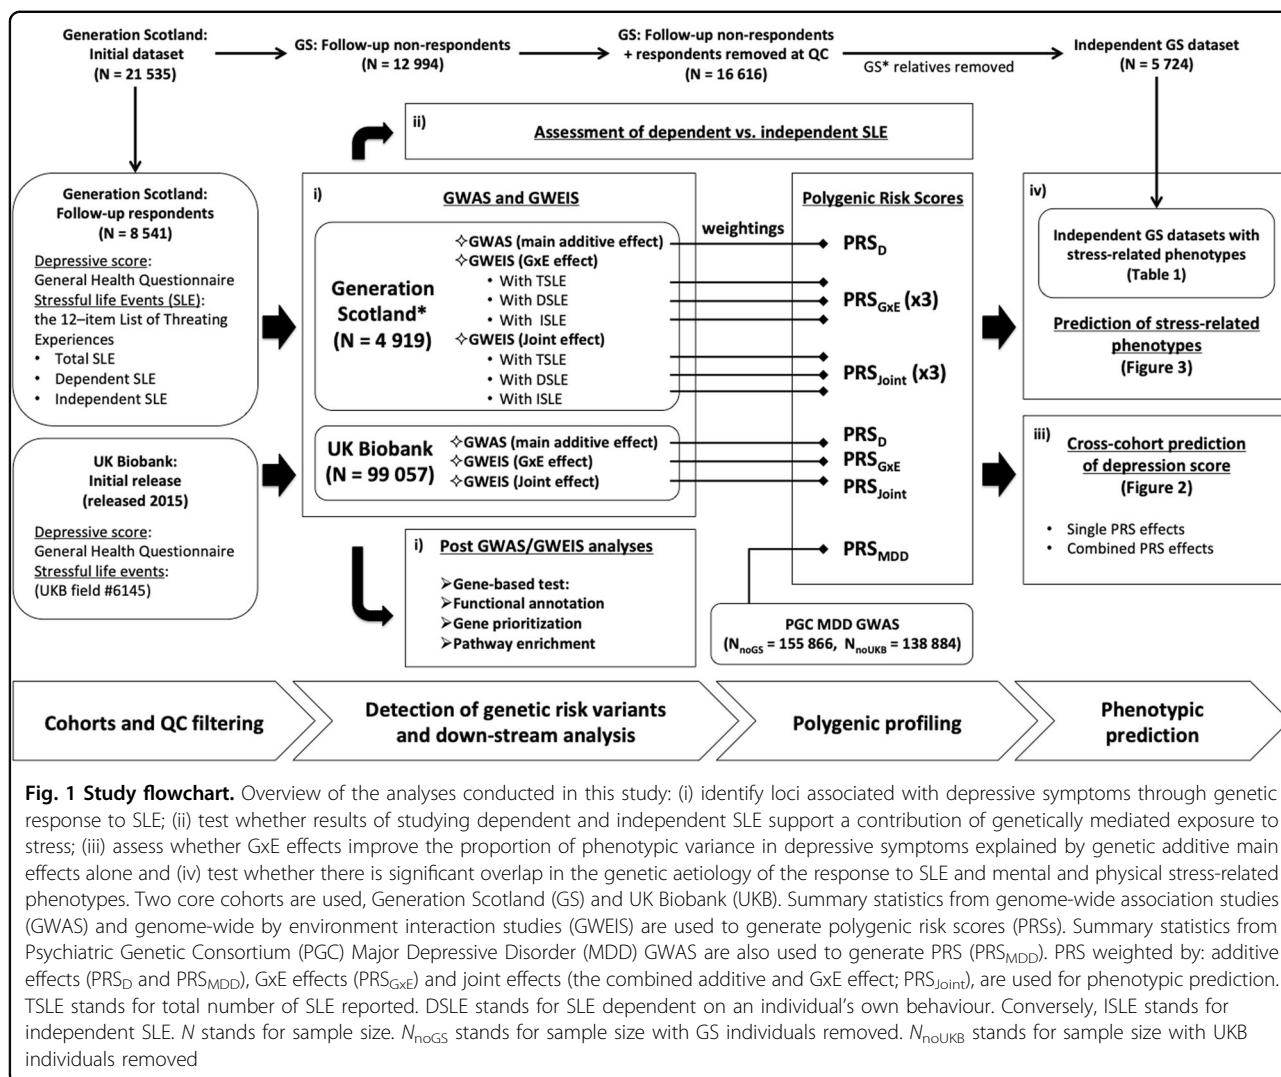 Generation Scotland:
Initial dataset
(N = 21 535)
GS: Follow-up non-respondents
(N = 12 994)
GS: Follow-up non-respondents
+ respondents removed at QC
(N = 16 616)
GS* relatives removed
Independent GS dataset
(N = 5 724)
ii)
Assessment of dependent vs. independent SLE
Generation Scotland:
Follow-up respondents
(N = 8 541)
Depressive score:
General Health Questionnaire
Stressful life Events (SLE):
the 12–item List of Threating
Experiences
• Total SLE
• Dependent SLE
• Independent SLE
UK Biobank:
Initial release
(released 2015)
Depressive score:
General Health Questionnaire
Stressful life events:
(UKB field #6145)
i)
GWAS and GWEIS
Generation
Scotland*
(N = 4 919)
✧GWAS (main additive effect)
✧GWEIS (GxE effect)
• With TSLE
• With DSLE
• With ISLE
✧GWEIS (Joint effect)
• With TSLE
• With DSLE
• With ISLE
UK Biobank
(N = 99 057)
✧GWAS (main additive effect)
✧GWEIS (GxE effect)
✧GWEIS (Joint effect)
weightings
i)
Post GWAS/GWEIS analyses
➢Gene-based test:
➢Functional annotation
➢Gene prioritization
➢Pathway enrichment
Polygenic Risk Scores
PRSD
PRSGxE (x3)
PRSJoint (x3)
PRSD
PRSGxE
PRSJoint
PRSMDD
PGC MDD GWAS
(NnoGS = 155 866, NnoUKB = 138 884)
iv)
Independent GS datasets with
stress-related phenotypes
(Table 1)
Prediction of stress-related
phenotypes
(Figure 3)
iii)
Cross-cohort prediction
of depression score
(Figure 2)
• Single PRS effects
• Combined PRS effects
Cohorts and QC filtering
Detection of genetic risk variants
and down-stream analysis
Polygenic profiling
Phenotypic
prediction
Fig. 1 Study flowchart. Overview of the analyses conducted in this study: (i) identify loci associated with depressive symptoms through genetic
response to SLE; (ii) test whether results of studying dependent and independent SLE support a contribution of genetically mediated exposure to
stress; (iii) assess whether GxE effects improve the proportion of phenotypic variance in depressive symptoms explained by genetic additive main
effects alone and (iv) test whether there is significant overlap in the genetic aetiology of the response to SLE and mental and physical stress-related
phenotypes. Two core cohorts are used, Generation Scotland (GS) and UK Biobank (UKB). Summary statistics from genome-wide association studies
(GWAS) and genome-wide by environment interaction studies (GWEIS) are used to generate polygenic risk scores (PRSs). Summary statistics from
Psychiatric Genetic Consortium (PGC) Major Depressive Disorder (MDD) GWAS are also used to generate PRS (PRSMDD). PRS weighted by: additive
effects (PRSD and PRSMDD), GxE effects (PRSGxE) and joint effects (the combined additive and GxE effect; PRSJoint), are used for phenotypic prediction.
TSLE stands for total number of SLE reported. DSLE stands for SLE dependent on an individual's own behaviour. Conversely, ISLE stands for
independent SLE. N stands for sample size. NnoGS stands for sample size with GS individuals removed. NnoUKB stands for sample size with UKB
individuals removed